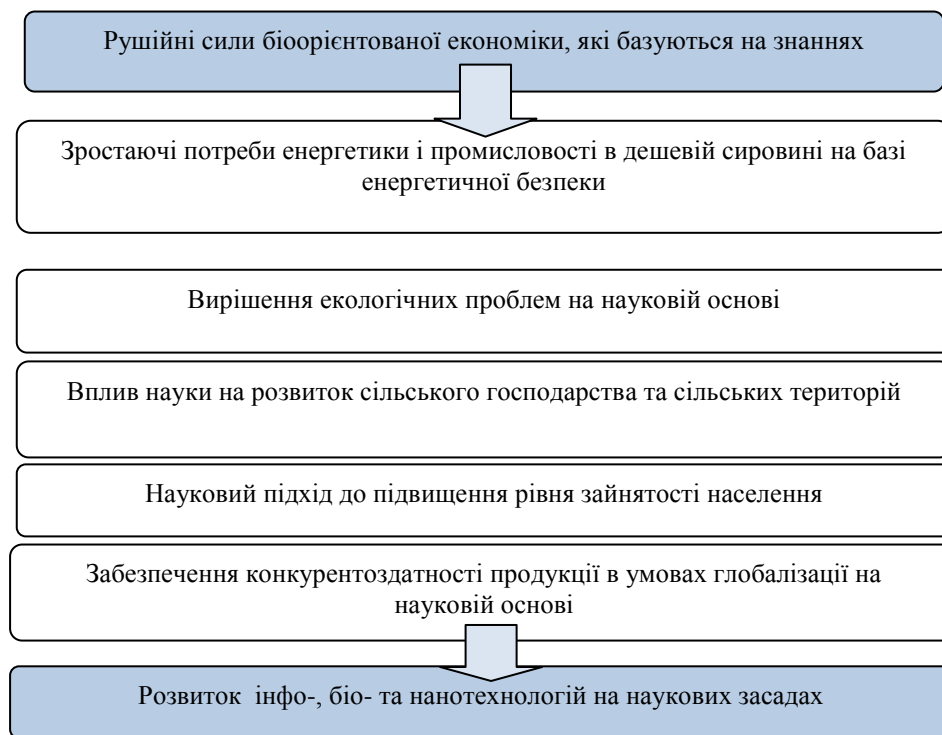 Рушійні сили біоорієнтованої економіки, які базуються на знаннях
Зростаючі потреби енергетики і промисловості в дешевій сировині на базі
енергетичної безпеки
Вирішення екологічних проблем на науковій основі
Вплив науки на розвиток сільського господарства та сільських територій
Науковий підхід до підвищення рівня зайнятості населення
Забезпечення конкурентоздатності продукції в умовах глобалізації на
науковій основі
Розвиток інфо-, біо- та нанотехнологій на наукових засадах